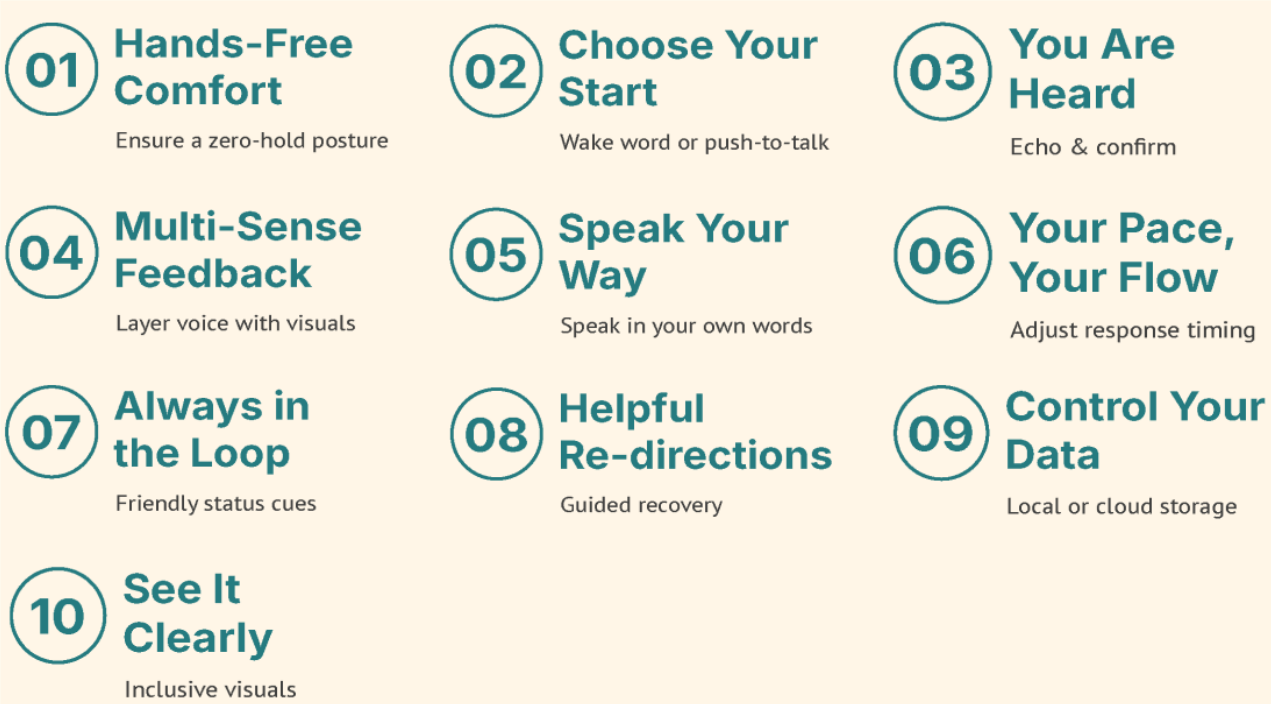 01
Hands-Free
Comfort
Ensure a zero-hold posture
02
Choose Your
Start
Wake word or push-to-talk
03
You Are
Heard
Echo & confirm
04
Multi-Sense
Feedback
Layer voice with visuals
05
Speak Your
Way
Speak in your own words
06
Your Pace,
Your Flow
Adjust response timing
07
Always in
the Loop
Friendly status cues
08
Helpful
Re-directions
Guided recovery
09
Control Your
Data
Local or cloud storage
10
See It
Clearly
Inclusive visuals